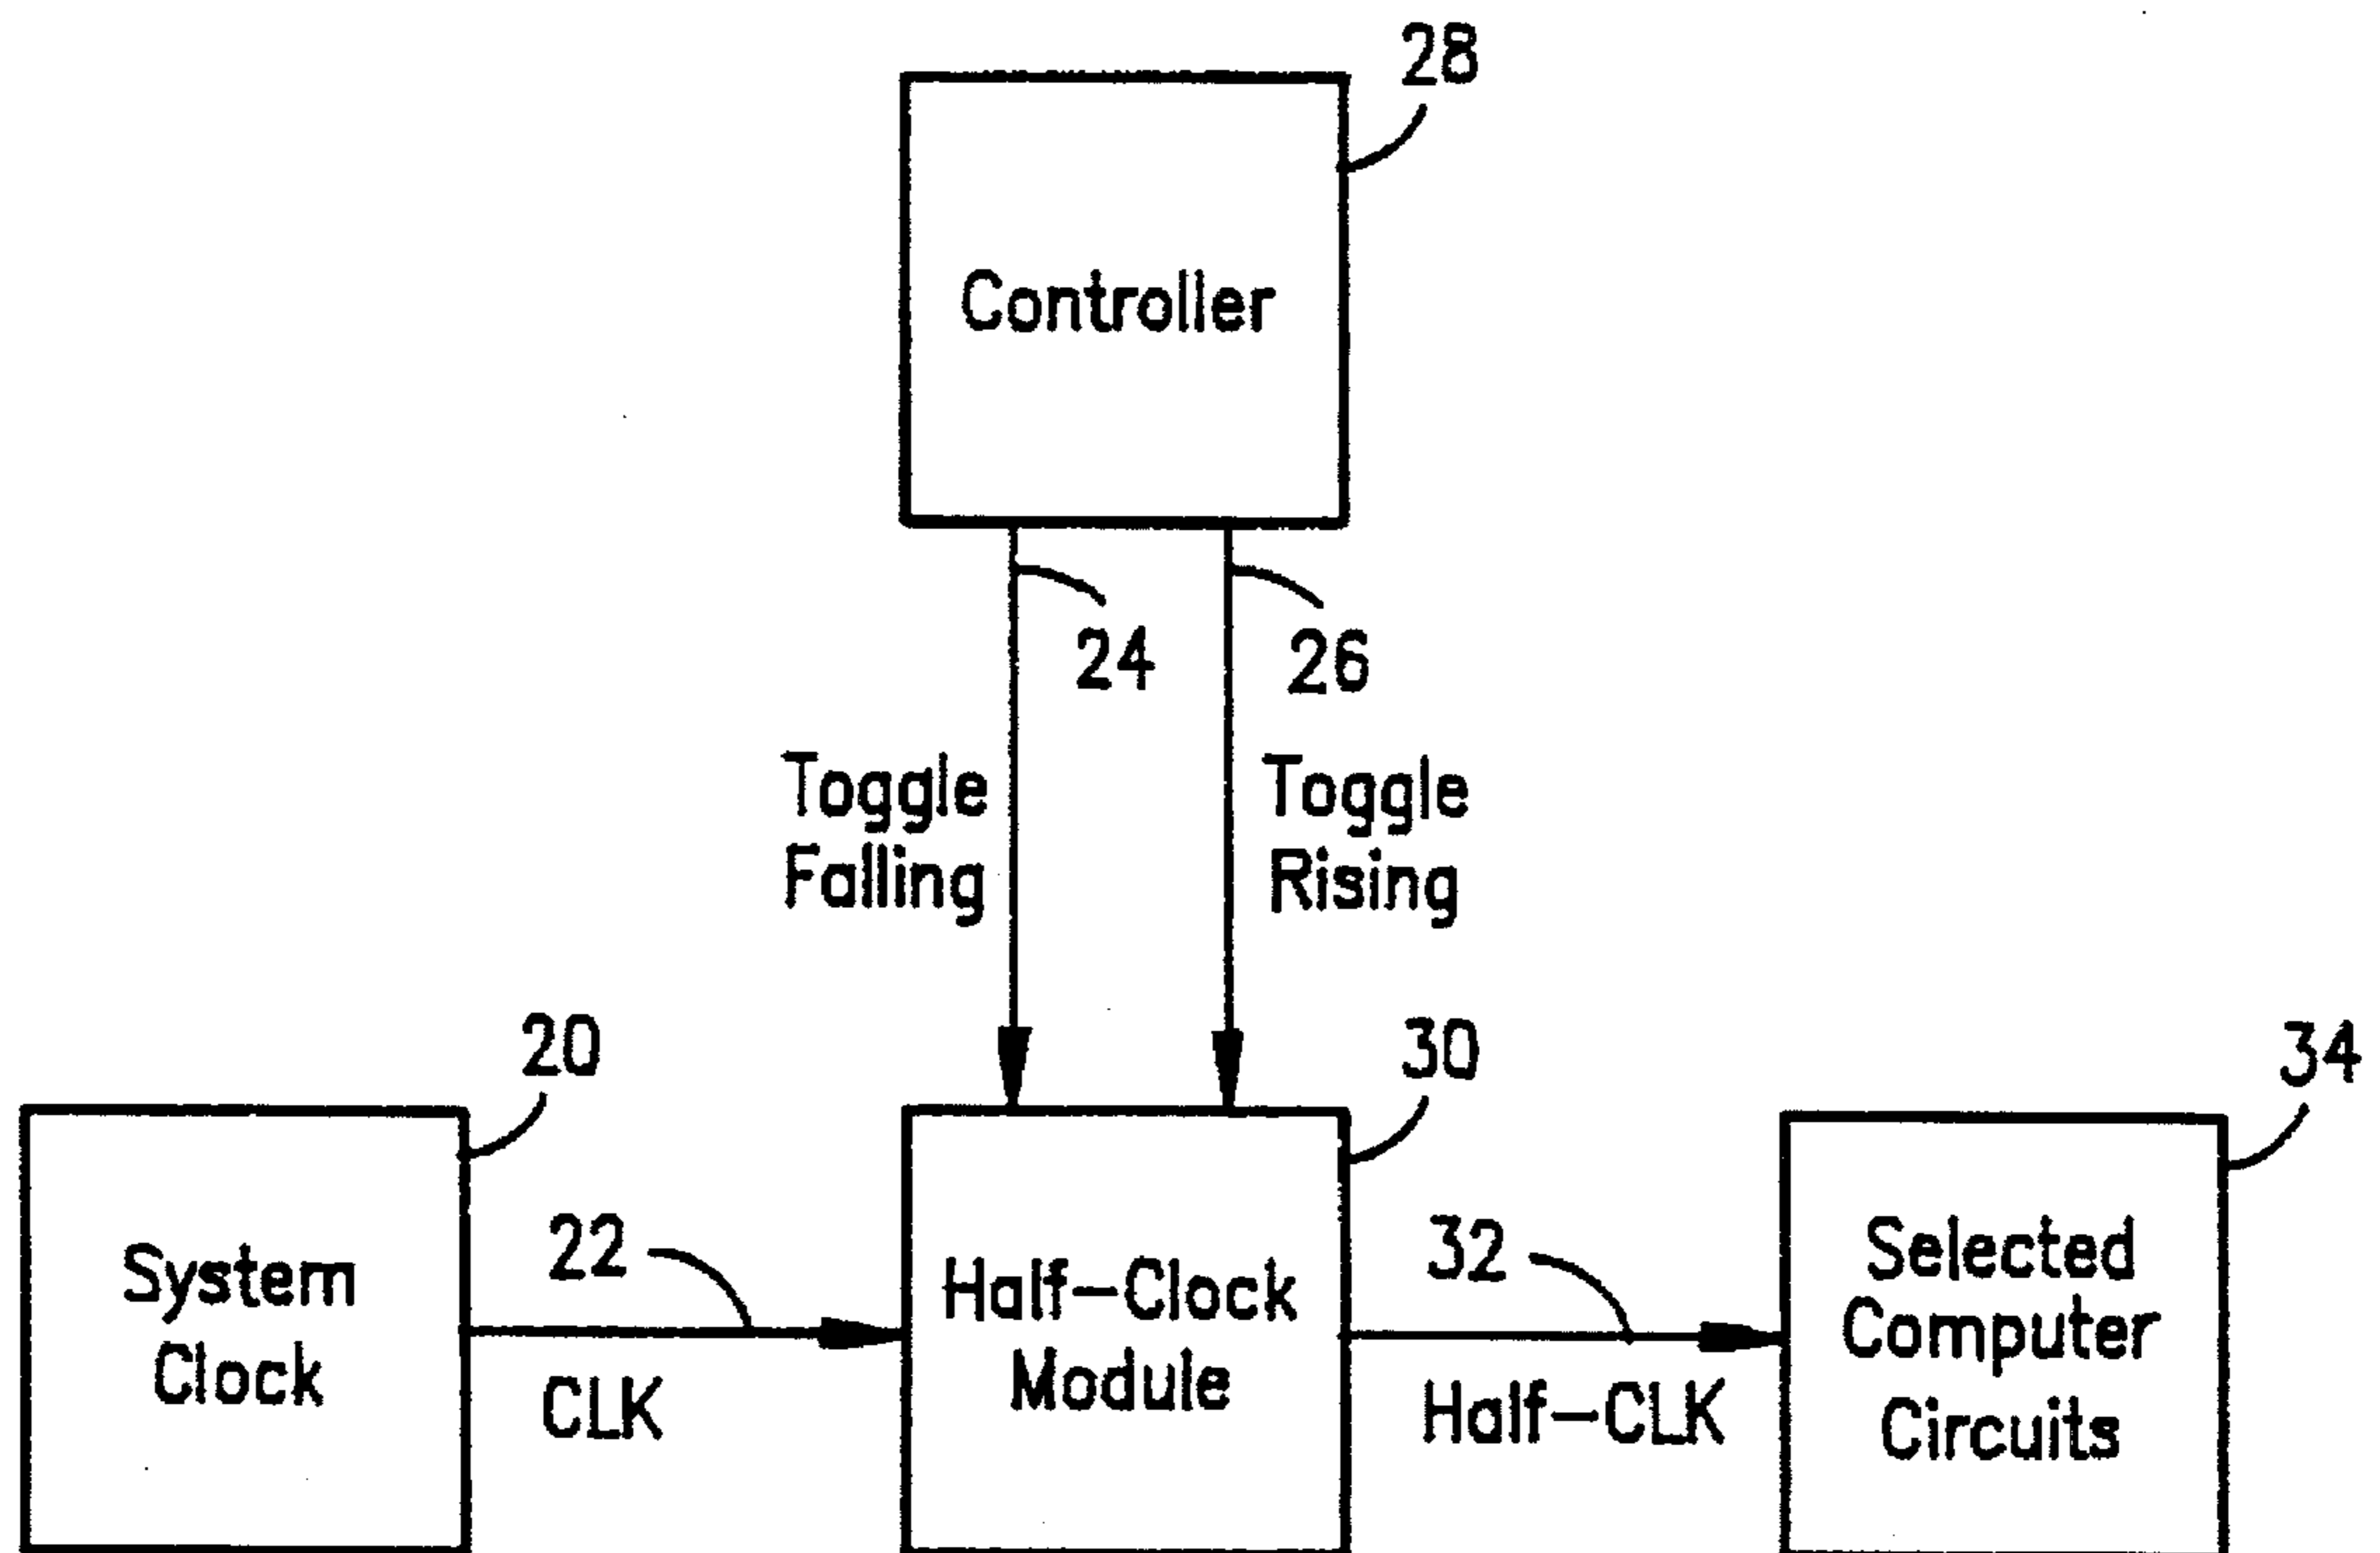 28
Controller
24
26
Toggle
Falling
Toggle
Rising
20
30
34
System
Clock
22
CLK
Half-Clock
Module
32
Half-CLK
Selected
Computer
Circuits